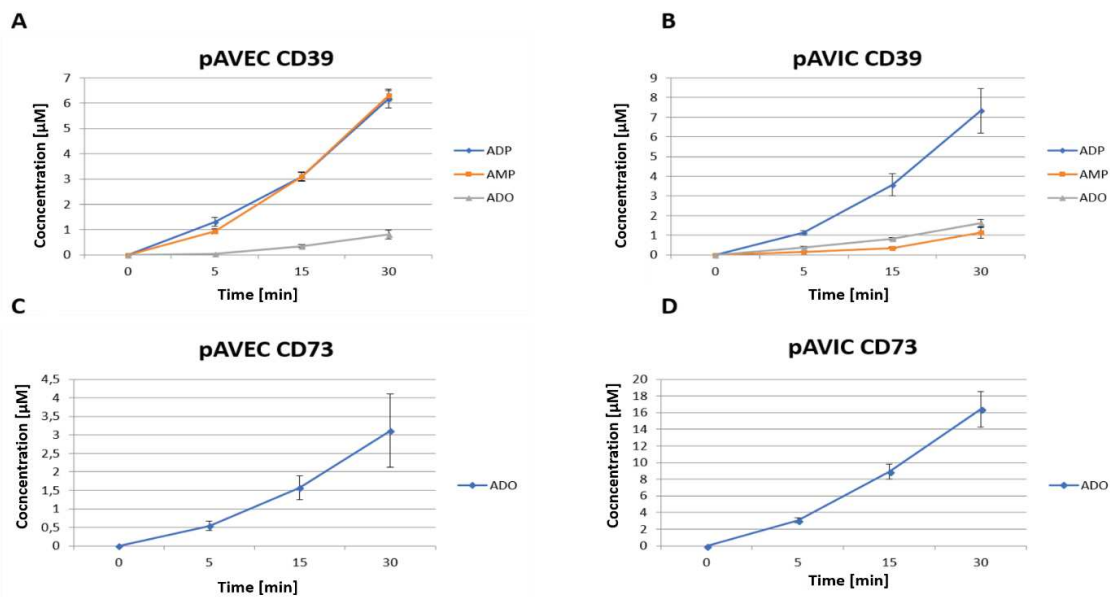 A
pAVEC CD39
Cocncentration [µM]
7
6
5
4
3
2
1
0
0 5 15 30
Time [min]
ADP
AMP
ADO
B
pAVIC CD39
Cocncentration [µM]
9
8
7
6
5
4
3
2
1
0
0 5 15 30
Time [min]
ADP
AMP
ADO
C
pAVEC CD73
Cocncentration [µM]
4,5
4
3,5
3
2,5
2
1,5
1
0,5
0
0 5 15 30
Time [min]
ADO
D
pAVIC CD73
Cocncentration [µM]
20
18
16
14
12
10
8
6
4
2
0
0 5 15 30
Time [min]
ADO